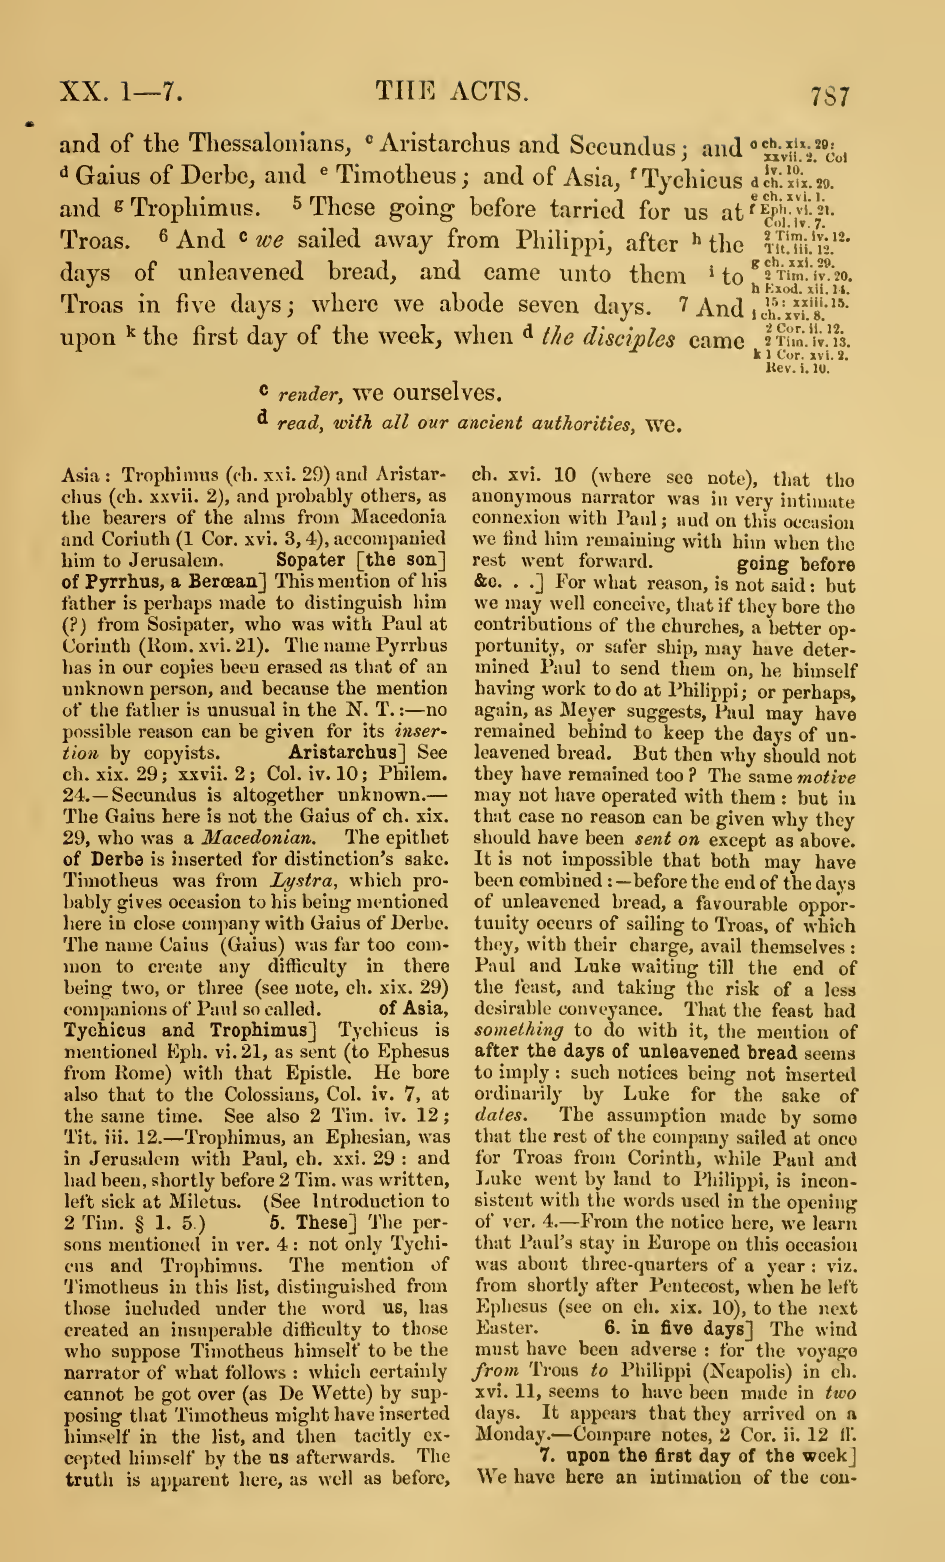 XX. 1—7.
THE ACTS.
787
and of the Thessalonians, c Aristarchus and Secundus; and
d Gaius of Derbe, and e Timotheus; and of Asia, f Tychicus
and g Trophimus. 5 These going before tarried for us at
Troas. 6 And c we sailed away from Philippi, after h the
days of unleavened bread, and came unto them i to
Troas in five days; where we abode seven days. 7 And
upon k the first day of the week, when d the disciples came
c ch. xix. 29:
xxvii. 2. Col
iv. 10.
d ch. xix. 29.
e ch. xvi. 1.
f Eph. vi. 21.
Col. iv. 7.
2 Tim. iv. 12.
Tit. iii. 12.
g ch. xxi. 29.
2 Tim. iv. 20.
h Exod. xii. 14.
15: xxiii. 15.
i ch. xvi. 8.
2 Cor. ii. 12.
2 Tim. iv. 13.
k 1 Cor. xvi. 2.
Rev. i. 10.
c render, we ourselves.
d read, with all our ancient authorities, we.
Asia: Trophimus (ch. xxi. 29) and Aristar-
chus (ch. xxvii. 2), and probably others, as
the bearers of the alms from Macedonia
and Corinth (1 Cor. xvi. 3, 4), accompanied
him to Jerusalem. Sopater [the son]
of Pyrrhus, a Berœan] This mention of his
father is perhaps made to distinguish him
(?) from Sosipater, who was with Paul at
Corinth (Rom. xvi. 21). The name Pyrrhus
has in our copies been erased as that of an
unknown person, and because the mention
of the father is unusual in the N. T.:—no
possible reason can be given for its inser-
tion by copyists. Aristarchus] See
ch. xix. 29; xxvii. 2; Col. iv. 10; Philem.
24.—Secundus is altogether unknown.—
The Gaius here is not the Gaius of ch. xix.
29, who was a Macedonian. The epithet
of Derbe is inserted for distinction's sake.
Timotheus was from Lystra, which pro-
bably gives occasion to his being mentioned
here in close company with Gaius of Derbe.
The name Caius (Gaius) was far too com-
mon to create any difficulty in there
being two, or three (see note, ch. xix. 29)
companions of Paul so called. of Asia,
Tychicus and Trophimus] Tychicus is
mentioned Eph. vi. 21, as sent (to Ephesus
from Rome) with that Epistle. He bore
also that to the Colossians, Col. iv. 7, at
the same time. See also 2 Tim. iv. 12;
Tit. iii. 12.—Trophimus, an Ephesian, was
in Jerusalem with Paul, ch. xxi. 29: and
had been, shortly before 2 Tim. was written,
left sick at Miletus. (See Introduction to
2 Tim. § 1. 5.) 5. These] The per-
sons mentioned in ver. 4: not only Tychi-
cus and Trophimus. The mention of
Timotheus in this list, distinguished from
those included under the word us, has
created an insuperable difficulty to those
who suppose Timotheus himself to be the
narrator of what follows: which certainly
cannot be got over (as De Wette) by sup-
posing that Timotheus might have inserted
himself in the list, and then tacitly ex-
cepted himself by the us afterwards. The
truth is apparent here, as well as before,
ch. xvi. 10 (where see note), that the
anonymous narrator was in very intimate
connexion with Paul; and on this occasion
we find him remaining with him when the
rest went forward. going before
&c. . .] For what reason, is not said: but
we may well conceive, that if they bore the
contributions of the churches, a better op-
portunity, or safer ship, may have deter-
mined Paul to send them on, he himself
having work to do at Philippi; or perhaps,
again, as Meyer suggests, Paul may have
remained behind to keep the days of un-
leavened bread. But then why should not
they have remained too? The same motive
may not have operated with them: but in
that case no reason can be given why they
should have been sent on except as above.
It is not impossible that both may have
been combined:—before the end of the days
of unleavened bread, a favourable oppor-
tunity occurs of sailing to Troas, of which
they, with their charge, avail themselves:
Paul and Luke waiting till the end of
the feast, and taking the risk of a less
desirable conveyance. That the feast had
something to do with it, the mention of
after the days of unleavened bread seems
to imply: such notices being not inserted
ordinarily by Luke for the sake of
dates. The assumption made by some
that the rest of the company sailed at once
for Troas from Corinth, while Paul and
Luke went by land to Philippi, is incon-
sistent with the words used in the opening
of ver. 4.—From the notice here, we learn
that Paul's stay in Europe on this occasion
was about three-quarters of a year: viz.
from shortly after Pentecost, when he left
Ephesus (see on ch. xix. 10), to the next
Easter. 6. in five days] The wind
must have been adverse: for the voyage
from Troas to Philippi (Neapolis) in ch.
xvi. 11, seems to have been made in two
days. It appears that they arrived on a
Monday.—Compare notes, 2 Cor. ii. 12 ff.
7. upon the first day of the week]
We have here an intimation of the con-